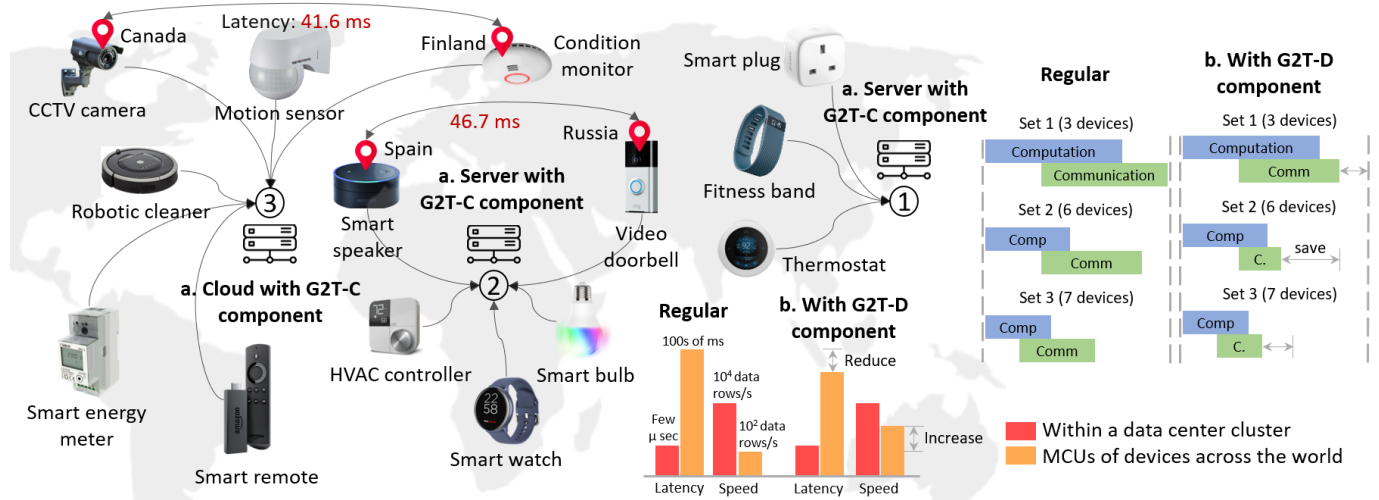 Canada
Latency: 41.6 ms
Finland
Condition
monitor
CCTV camera
Motion sensor
Smart plug
a. Server with
G2T-C component
46.7 ms
Russia
Spain
Fitness band
Robotic cleaner
3
Smart
speaker
a. Server with
G2T-C component
Video
doorbell
1
Thermostat
a. Cloud with G2T-C
component
2
HVAC controller
Smart bulb
Smart energy
meter
amazon
Smart remote
22
58
Smart watch
Regular
100s of ms
Few
μ sec
10⁴ data
rows/s
10² data
rows/s
Latency
Speed
b. With G2T-D
component
Reduce
Increase
Latency
Speed
Within a data center cluster
MCUs of devices across the world
Regular
Set 1 (3 devices)
Computation
Communication
Set 2 (6 devices)
Comp
Comm
Set 3 (7 devices)
Comp
Comm
b. With G2T-D
component
Set 1 (3 devices)
Computation
Comm
Set 2 (6 devices)
Comp
C.
save
Set 3 (7 devices)
Comp
C.